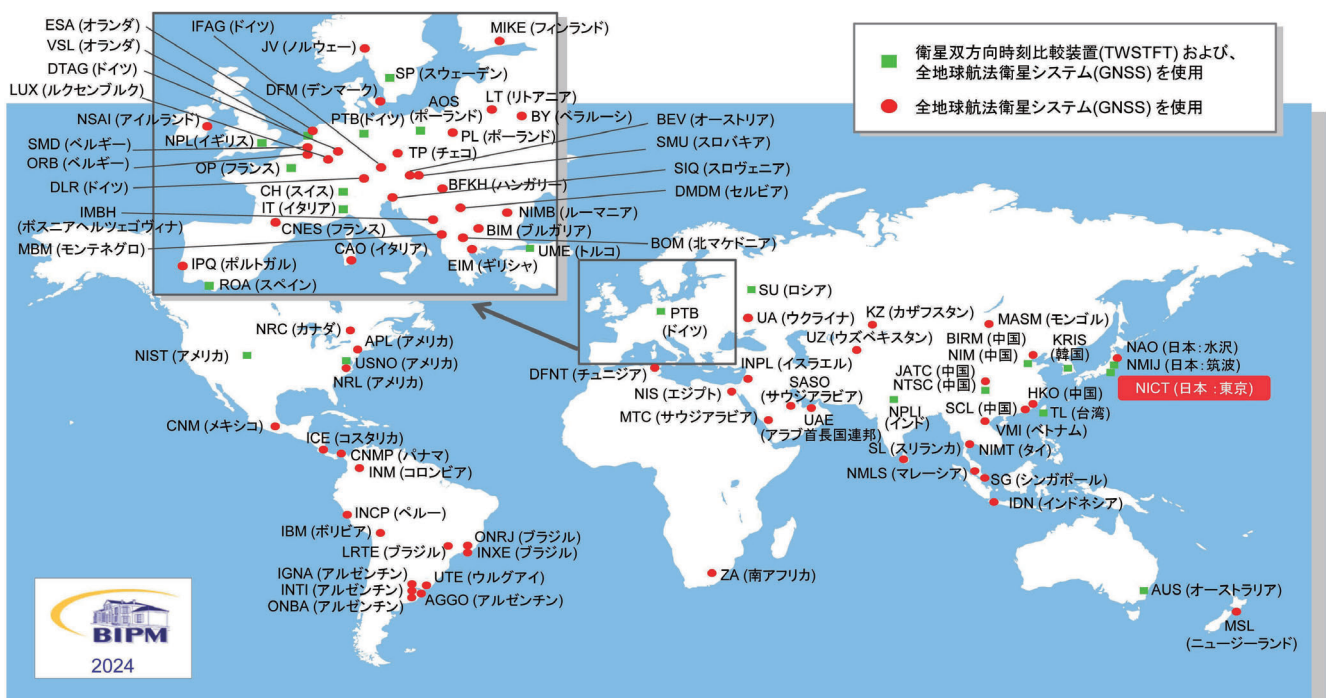 ESA (オランダ)
VSL (オランダ)
DTAG (ドイツ)
LUX (ルクセンブルク)
NSAI (アイルランド)
SMD (ベルギー)
ORB (ベルギー)
DLR (ドイツ)
IMBH
(ボスニアヘルツェゴヴィナ)
MBM (モンテネグロ)
IFAG (ドイツ)
JV (ノルウェー)
MIKE (フィンランド)
SP (スウェーデン)
DFM (デンマーク)
AOS
(ポーランド)
LT (リトアニア)
BY (ベラルーシ)
PTB(ドイツ)
PL (ポーランド)
NPL(イギリス)
TP (チェコ)
OP (フランス)
CH (スイス)
IT (イタリア)
BFKH (ハンガリー)
CNES (フランス)
NIMB (ルーマニア)
BIM (ブルガリア)
CAO (イタリア)
UME (トルコ)
EIM (ギリシャ)
IPQ (ポルトガル)
ROA (スペイン)
BEV (オーストリア)
SMU (スロバキア)
SIQ (スロヴェニア)
DMDM (セルビア)
BOM (北マケドニア)
衛星双方向時刻比較装置(TWSTFT) および、
全地球航法衛星システム(GNSS) を使用
全地球航法衛星システム(GNSS) を使用
NRC (カナダ)
APL (アメリカ)
NIST (アメリカ)
USNO (アメリカ)
NRL (アメリカ)
CNM (メキシコ)
ICE (コスタリカ)
CNMP (パナマ)
INM (コロンビア)
INCP (ペルー)
IBM (ボリビア)
ONRJ (ブラジル)
LRTE (ブラジル)
INXE (ブラジル)
IGNA (アルゼンチン)
UTE (ウルグアイ)
INTI (アルゼンチン)
ONBA (アルゼンチン)
AGGO (アルゼンチン)
PTB
(ドイツ)
SU (ロシア)
UA (ウクライナ)
KZ (カザフスタン)
UZ (ウズベキスタン)
MASM (モンゴル)
BIRM (中国)
KRIS
(韓国)
NIM (中国)
JATC (中国)
NTSC (中国)
NAO (日本:水沢)
NMIJ (日本:筑波)
NICT (日本:東京)
DFNT (チュニジア)
INPL (イスラエル)
NIS (エジプト)
SASO
(サウジアラビア)
MTC (サウジアラビア)
UAE
(アラブ首長国連邦)
NPLI
(インド)
SCL (中国)
HKO (中国)
TL (台湾)
VMI (ベトナム)
SL (スリランカ)
NIMT (タイ)
NMLS (マレーシア)
SG (シンガポール)
IDN (インドネシア)
ZA (南アフリカ)
AUS (オーストラリア)
MSL
(ニュージーランド)
BIPM
2024